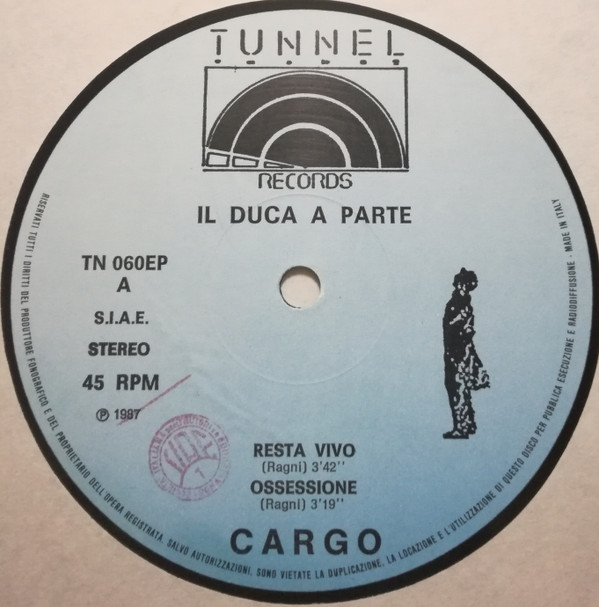 TUNNEL
RECORDS
IL DUCA A PARTE
TN 060EP
A
S.I.A.E.
STEREO
45 RPM
℗ 1987
RESTA VIVO
(Ragni) 3'42''
OSSESSIONE
(Ragni) 3'19''
CARGO
RISERVATI TUTTI I DIRITTI DEL PRODUTTORE FONOGRAFICO E DEL PROPRIETARIO DELL'OPERA REGISTRATA. SALVO AUTORIZZAZIONI, SONO VIETATE LA DUPLICAZIONE, LA LOCAZIONE E L'UTILIZZAZIONE DI QUESTO DISCO PER PUBBLICA ESECUZIONE E RADIODIFFUSIONE - MADE IN ITALY